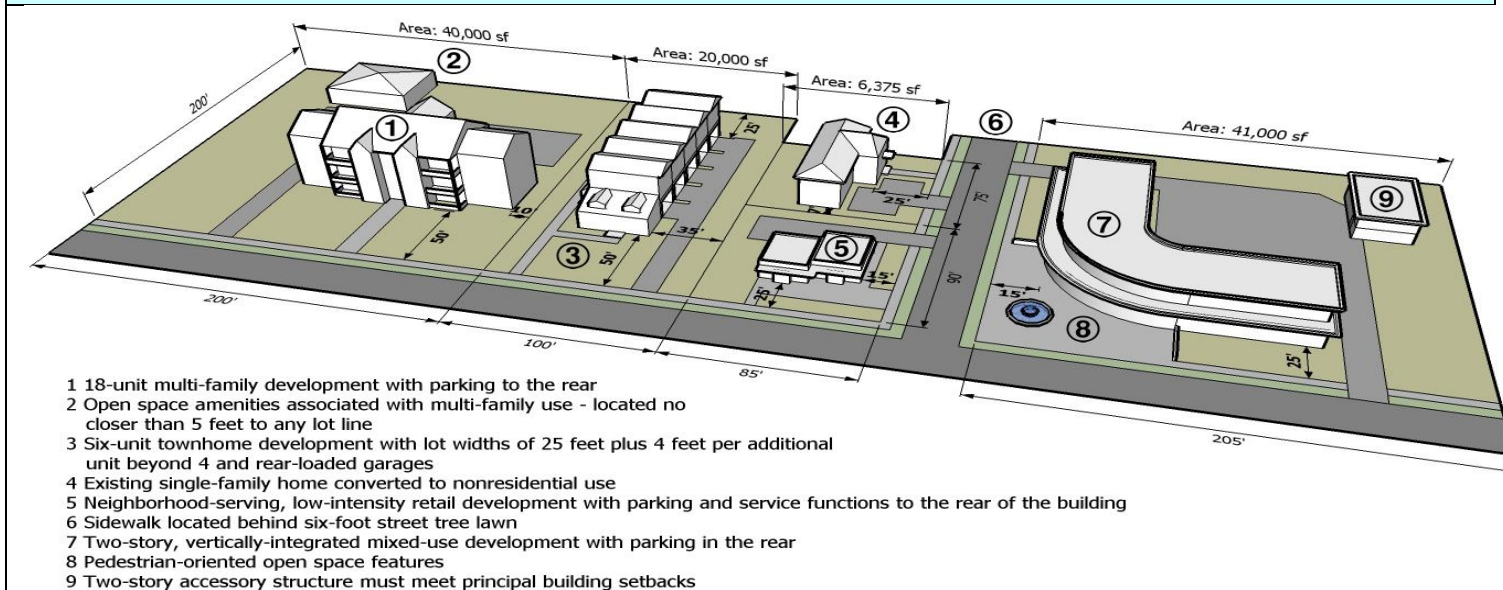 Area: 40,000 sf
②
Area: 20,000 sf
Area: 6,375 sf
④
⑥
Area: 41,000 sf
200'
①
25'
⑨
75'
25'
⑦
10'
50'
35'
③
50'
⑤
15'
25'
90'
15'
⑧
25'
200'
100'
85'
205'
1 18-unit multi-family development with parking to the rear
2 Open space amenities associated with multi-family use - located no
closer than 5 feet to any lot line
3 Six-unit townhome development with lot widths of 25 feet plus 4 feet per additional
unit beyond 4 and rear-loaded garages
4 Existing single-family home converted to nonresidential use
5 Neighborhood-serving, low-intensity retail development with parking and service functions to the rear of the building
6 Sidewalk located behind six-foot street tree lawn
7 Two-story, vertically-integrated mixed-use development with parking in the rear
8 Pedestrian-oriented open space features
9 Two-story accessory structure must meet principal building setbacks